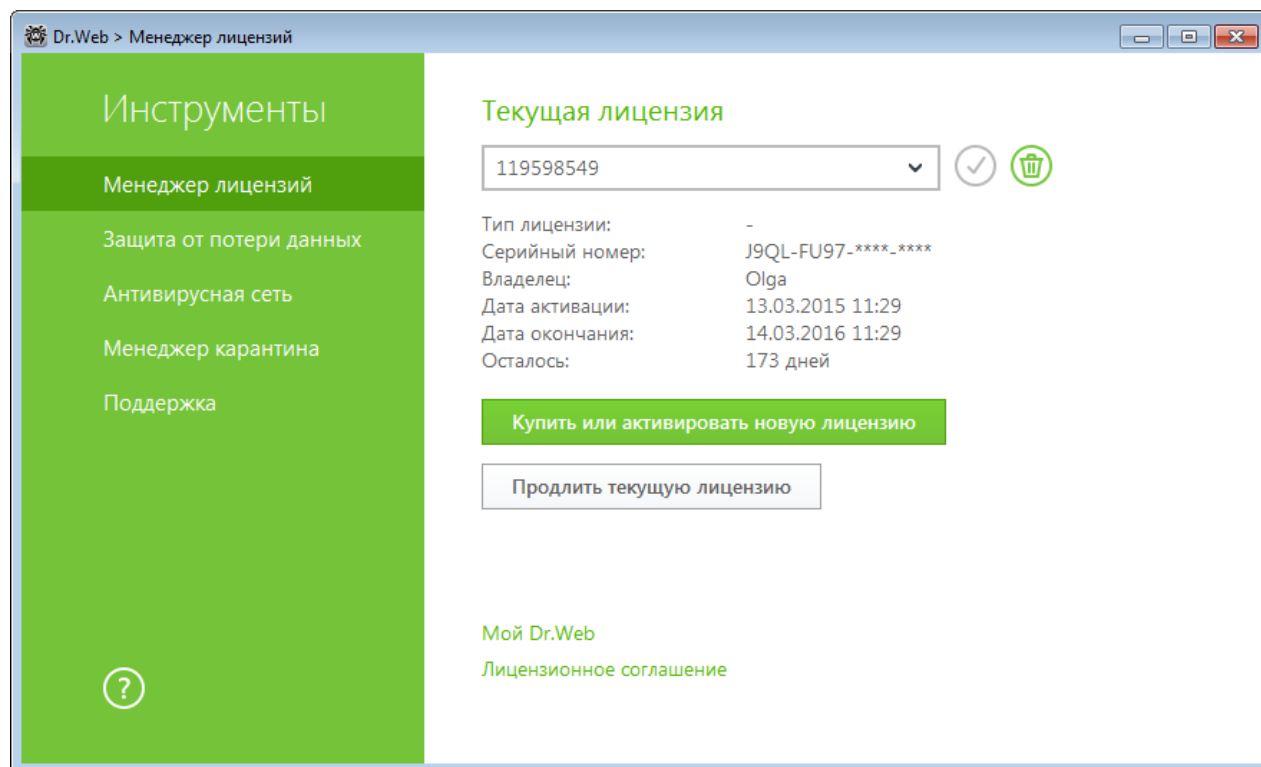 Dr.Web > Менеджер лицензий
Инструменты
Менеджер лицензий
Защита от потери данных
Антивирусная сеть
Менеджер карантина
Поддержка
?
Текущая лицензия
119598549
Тип лицензии: -
Серийный номер: J9QL-FU97-****-****
Владелец: Olga
Дата активации: 13.03.2015 11:29
Дата окончания: 14.03.2016 11:29
Осталось: 173 дней
Купить или активировать новую лицензию
Продлить текущую лицензию
Мой Dr.Web
Лицензионное соглашение